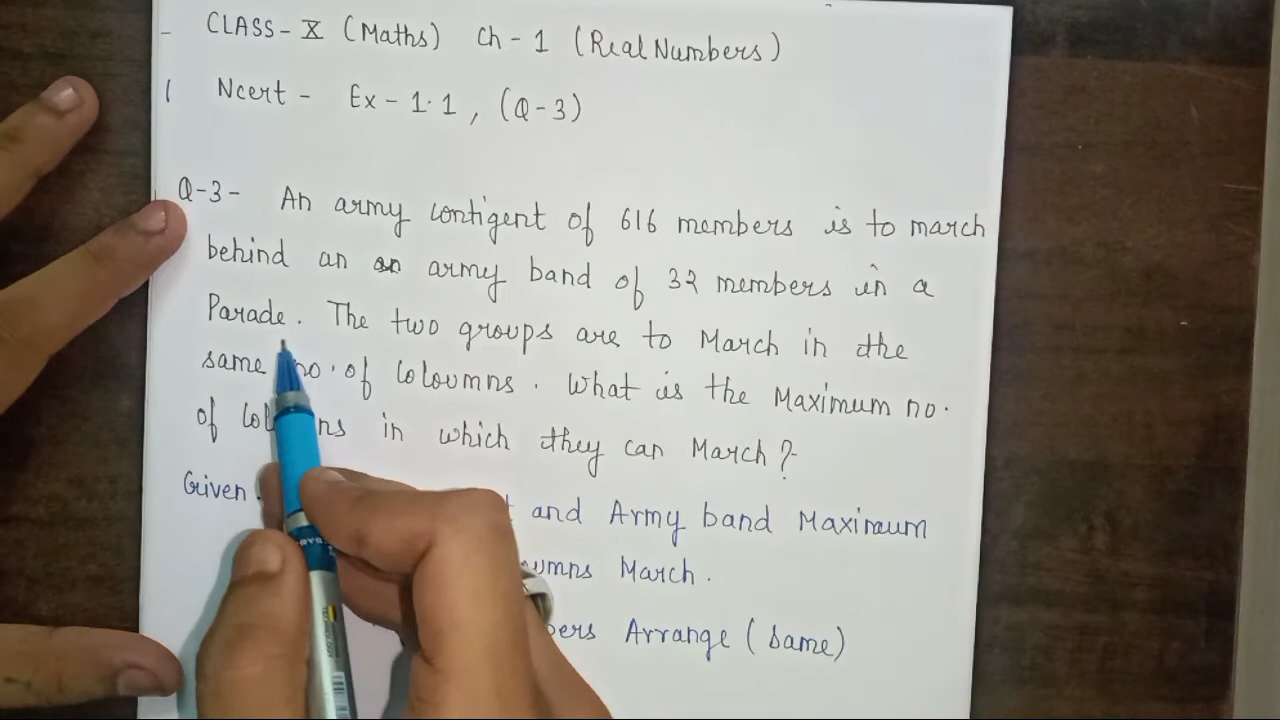 CLASS - X (Maths) Ch - 1 (Real Numbers)
Ncert - Ex - 1.1, (Q-3)
Q-3- An army contigent of 616 members is to march
behind an an army band of 32 members in a
Parade. The two groups are to March in the
same no. of Coloumns. What is the Maximum no.
of in which they can March?
Given and Army band Maximum
March.
Arrange (Same)